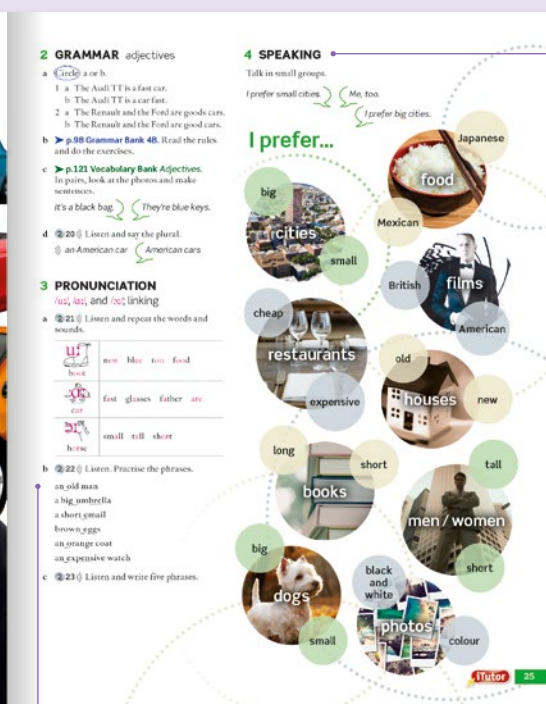 2 GRAMMAR adjectives
a Circle a or b.
1 a The Audi TT is a fast car.
b The Audi TT is a car fast.
2 a The Renault and the Ford are goods cars.
b The Renault and the Ford are good cars.
b p.98 Grammar Bank 4B. Read the rules
and do the exercises.
c p.121 Vocabulary Bank Adjectives.
In pairs, look at the photos and make
sentences.
It's a black bag. They're blue keys.
d 2 20 Listen and say the plural.
an American car American cars
3 PRONUNCIATION
/uː/, /ɑː/, and /ɔː/; linking
a 2 21 Listen and repeat the words and
sounds.
uː
boot
new blue too food
ɑː
car
fast glasses father are
ɔː
horse
small tall short
b 2 22 Listen. Practise the phrases.
an old man
a big umbrella
a short email
brown eggs
an orange coat
an expensive watch
c 2 23 Listen and write five phrases.
4 SPEAKING
Talk in small groups.
I prefer small cities. Me, too.
I prefer big cities.
I prefer...
Japanese
food
Mexican
big
cities
small
British
films
American
cheap
restaurants
expensive
old
houses
new
long
short
books
tall
men / women
short
big
dogs
small
black
and
white
photos
colour
iTutor 25